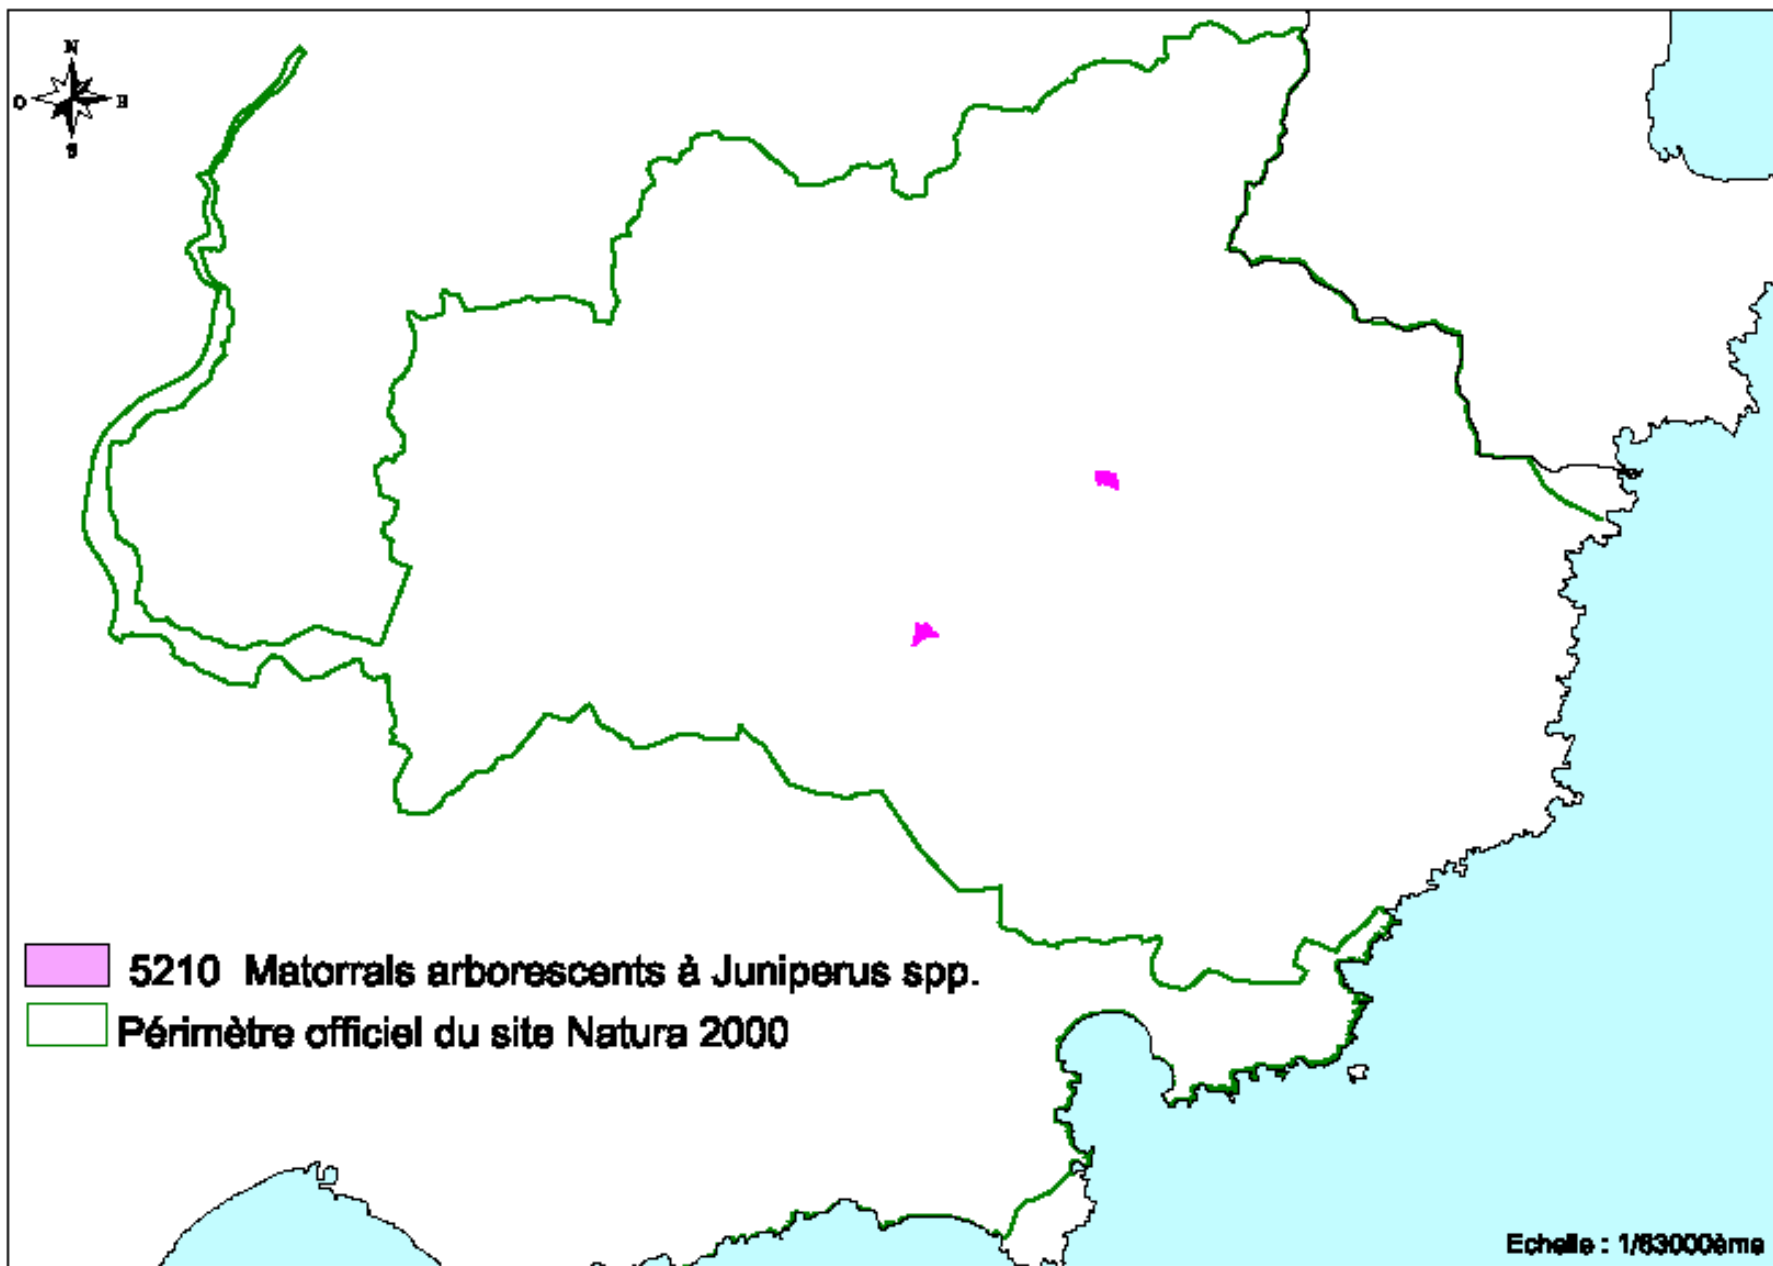 N
O E
S
5210 Matorrals arborescents à Juniperus spp.
Périmètre officiel du site Natura 2000
Echelle : 1/63000ème